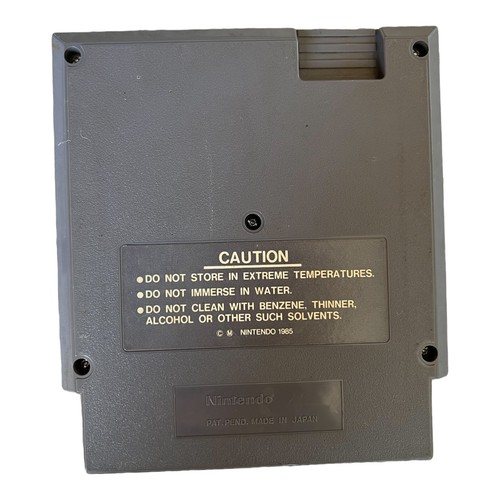 CAUTION
●DO NOT STORE IN EXTREME TEMPERATURES.
●DO NOT IMMERSE IN WATER.
●DO NOT CLEAN WITH BENZENE, THINNER,
ALCOHOL OR OTHER SUCH SOLVENTS.
© Ⓜ NINTENDO 1985
Nintendo®
PAT. PEND. MADE IN JAPAN